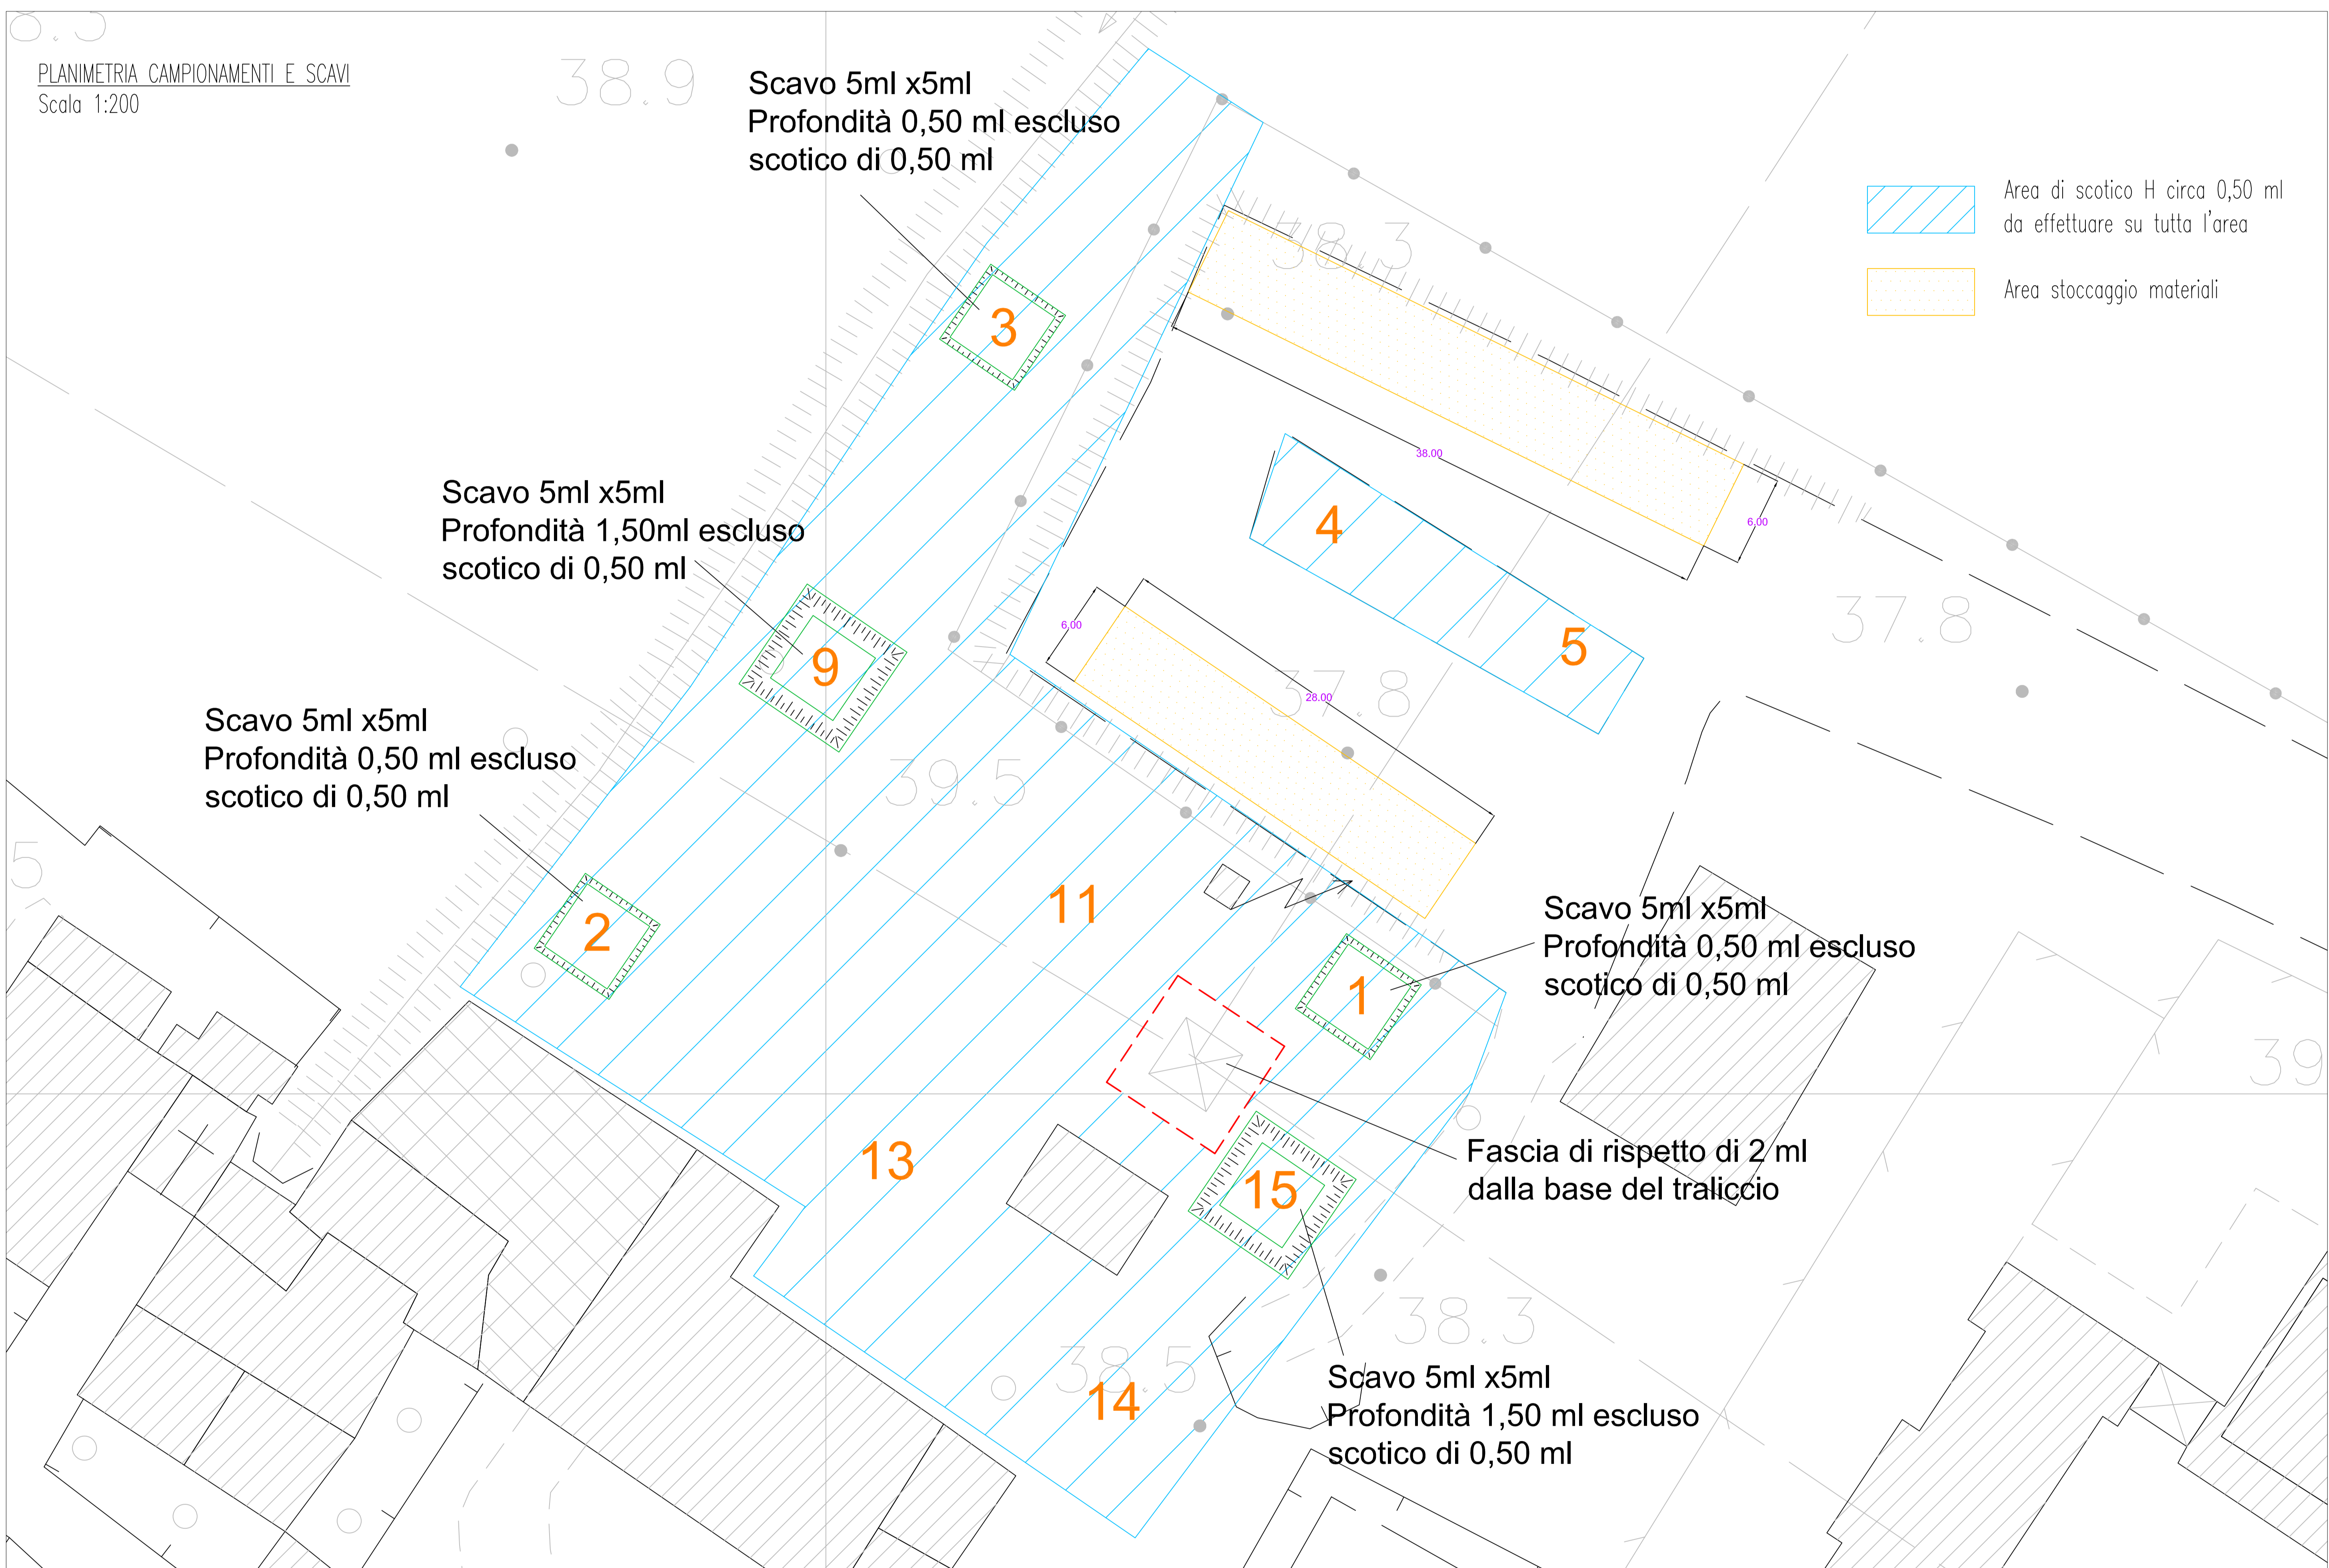 8.3
PLANIMETRIA CAMPIONAMENTI E SCAVI
Scala 1:200
38.9
Scavo 5ml x5ml
Profondità 0,50 ml escluso
scotico di 0,50 ml
Area di scotico H circa 0,50 ml
da effettuare su tutta l'area
Area stoccaggio materiali
38.3
3
38.00
6.00
4
5
37.8
Scavo 5ml x5ml
Profondità 1,50ml escluso
scotico di 0,50 ml
9
6.00
28.00
37.8
Scavo 5ml x5ml
Profondità 0,50 ml escluso
scotico di 0,50 ml
39.5
5
2
11
Scavo 5ml x5ml
Profondità 0,50 ml escluso
scotico di 0,50 ml
1
39
13
15
Fascia di rispetto di 2 ml
dalla base del traliccio
38.3
38.5
14
Scavo 5ml x5ml
Profondità 1,50 ml escluso
scotico di 0,50 ml